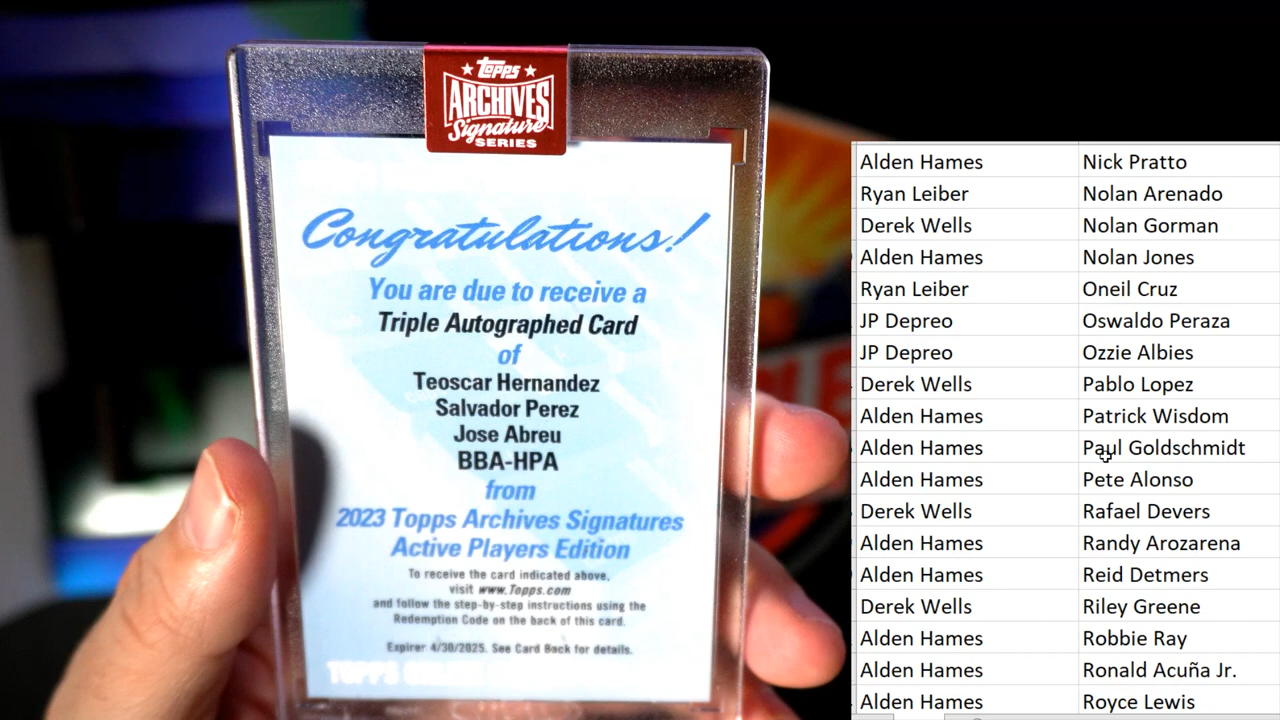 Topps
ARCHIVES
Signature
SERIES
Congratulations!
You are due to receive a
Triple Autographed Card
of
Teoscar Hernandez
Salvador Perez
Jose Abreu
BBA-HPA
from
2023 Topps Archives Signatures
Active Players Edition
To receive the card indicated above,
visit www.Topps.com
and follow the step-by-step instructions using the
Redemption Code on the back of this card.
Expires 4/30/2025. See Card Back for details.
TOPPS
Alden Hames Nick Pratto
Ryan Leiber Nolan Arenado
Derek Wells Nolan Gorman
Alden Hames Nolan Jones
Ryan Leiber Oneil Cruz
JP Depreo Oswaldo Peraza
JP Depreo Ozzie Albies
Derek Wells Pablo Lopez
Alden Hames Patrick Wisdom
Alden Hames Paul Goldschmidt
Alden Hames Pete Alonso
Derek Wells Rafael Devers
Alden Hames Randy Arozarena
Alden Hames Reid Detmers
Derek Wells Riley Greene
Alden Hames Robbie Ray
Alden Hames Ronald Acuña Jr.
Alden Hames Royce Lewis